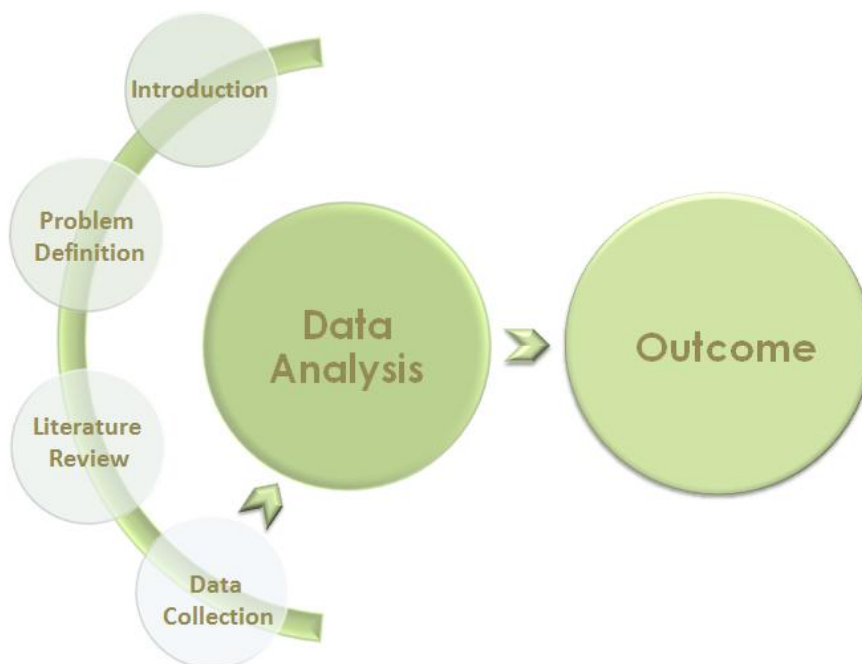 Introduction
Problem
Definition
Literature
Review
Data
Collection
Data
Analysis
Outcome